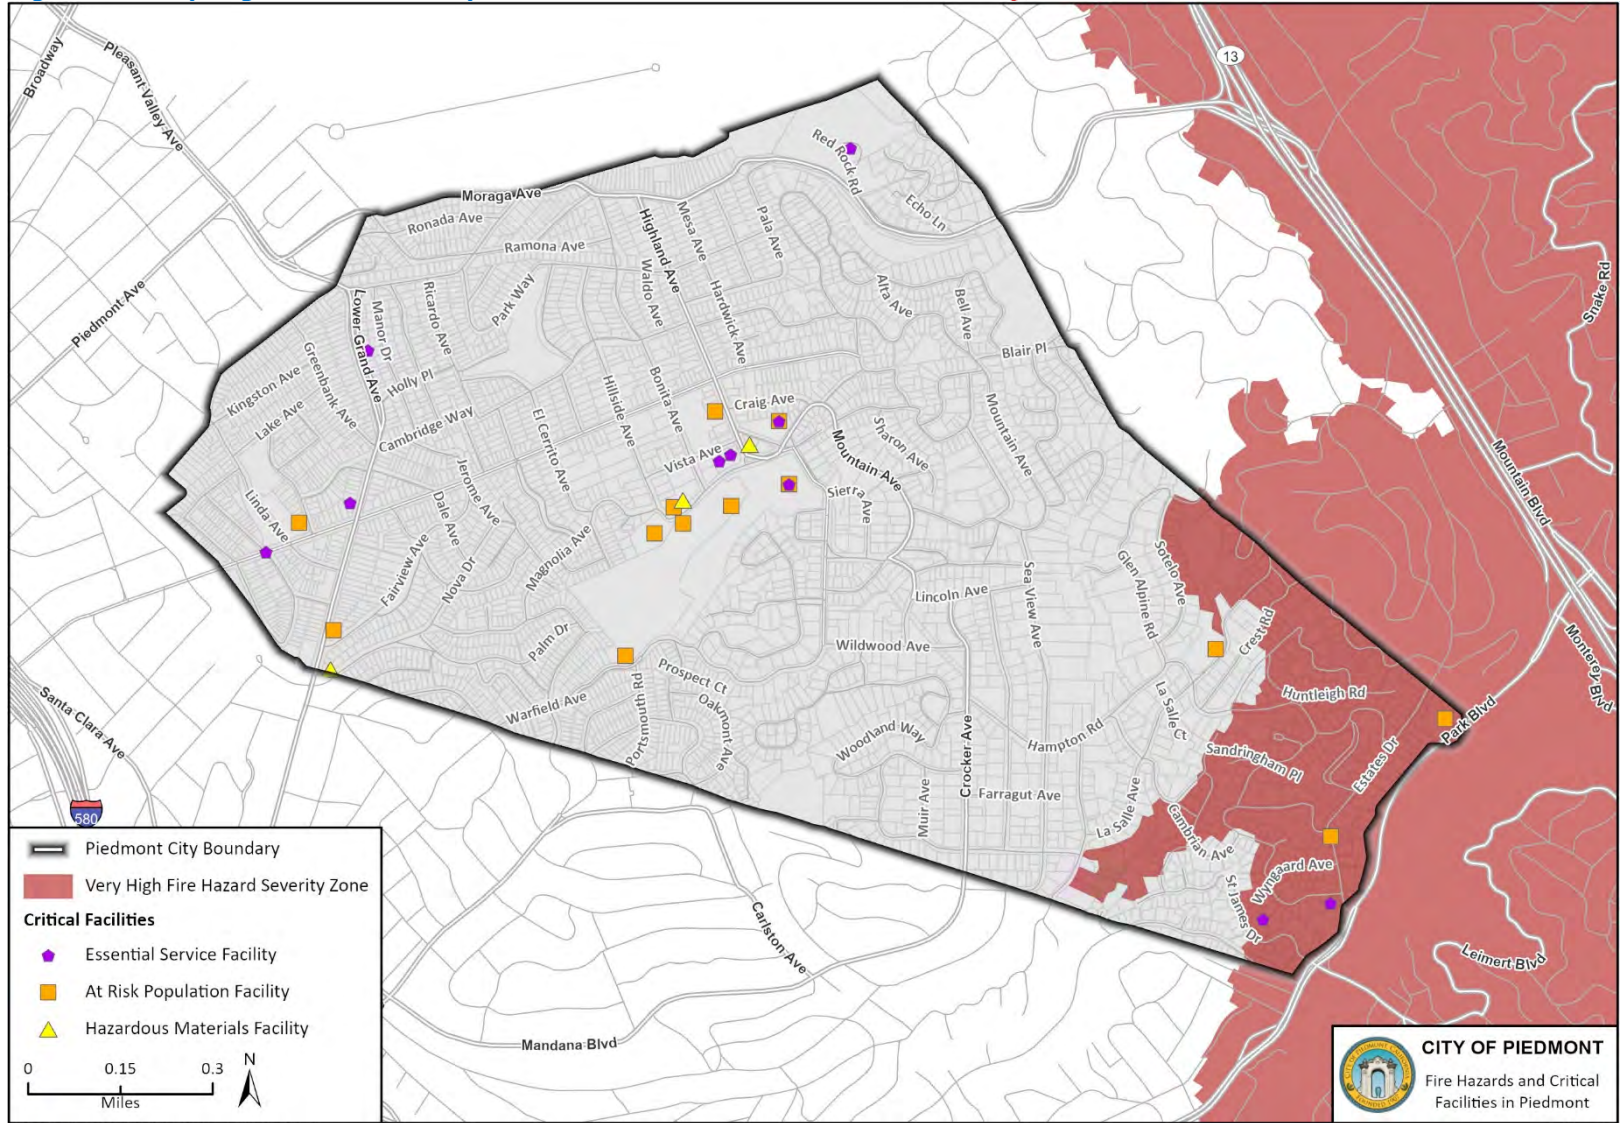 Broadway
Pleasant Valley Ave
13
Moraga Ave
Red Rock Rd
Echo Ln
Ronada Ave
Ramona Ave
Highland Ave
Mesa Ave
Pala Ave
Waldo Ave
Hardwick Ave
Alta Ave
Bell Ave
Blair Pl
Snake Rd
Piedmont Ave
Lower Grand Ave
Manor Dr
Ricardo Ave
Park Way
Kingston Ave
Greenbank Ave
Holly Pl
Lake Ave
Cambridge Way
El Cerrito Ave
Hillside Ave
Bonita Ave
Craig Ave
Vista Ave
Mountain Ave
Sharon Ave
Mountain Ave
Mountain Blvd
Linda Ave
Jerome Ave
Dale Ave
Sierra Ave
Fairview Ave
Nova Dr
Magnolia Ave
Lincoln Ave
Sea View Ave
Glen Alpine Rd
Sotelo Ave
Crest Rd
Monterey Blvd
Palm Dr
Wildwood Ave
Prospect Ct
Warfield Ave
Portsmouth Rd
Oakmont Ave
Huntleigh Rd
La Salle Ct
Park Blvd
Santa Clara Ave
Woodland Way
Crocker Ave
Hampton Rd
Sandringham Pl
Estates Dr
Muir Ave
Farragut Ave
La Salle Ave
Cambrian Ave
Wyngaard Ave
St James Dr
580
Carlston Ave
Leimert Blvd
Mandana Blvd
Piedmont City Boundary
Very High Fire Hazard Severity Zone
Critical Facilities
Essential Service Facility
At Risk Population Facility
Hazardous Materials Facility
0 0.15 0.3
Miles
N
CITY OF PIEDMONT
Fire Hazards and Critical
Facilities in Piedmont